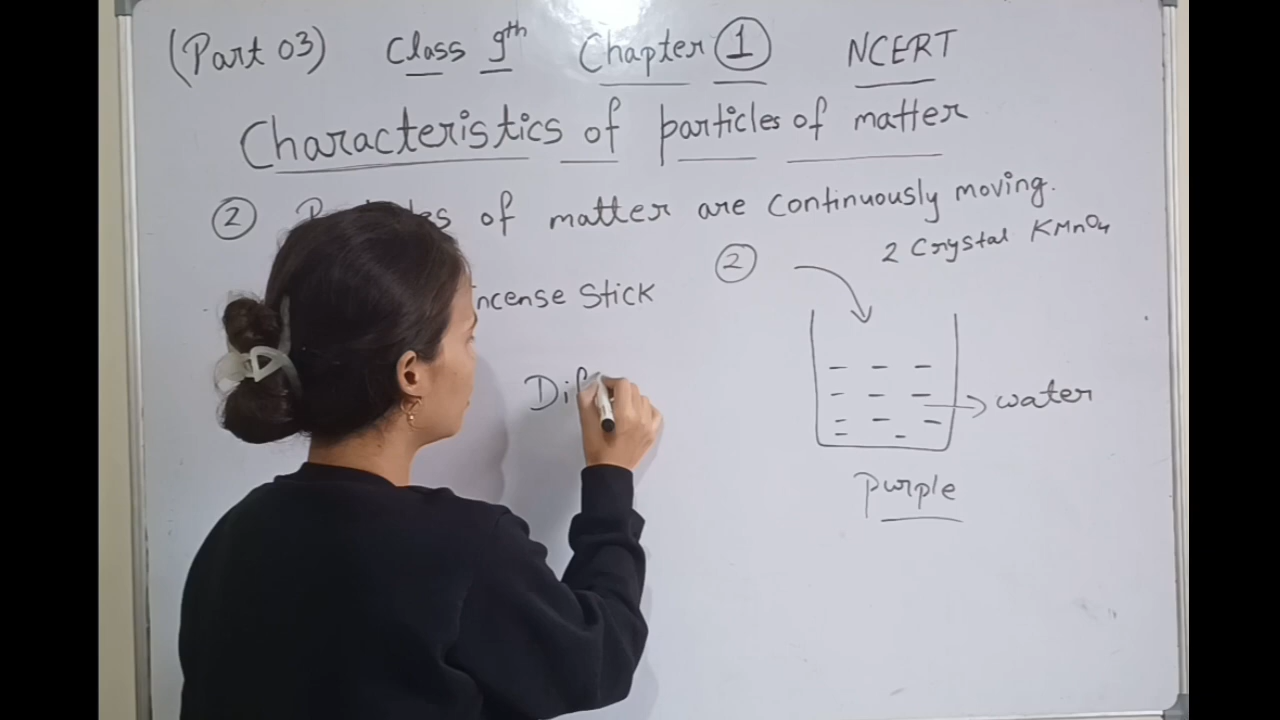 (Part 03) Class 9th Chapter ① NCERT
Characteristics of particles of matter
② of matter are continuously moving.
② 2 Crystal KMnO4
ncense Stick
Dif
water
Purple